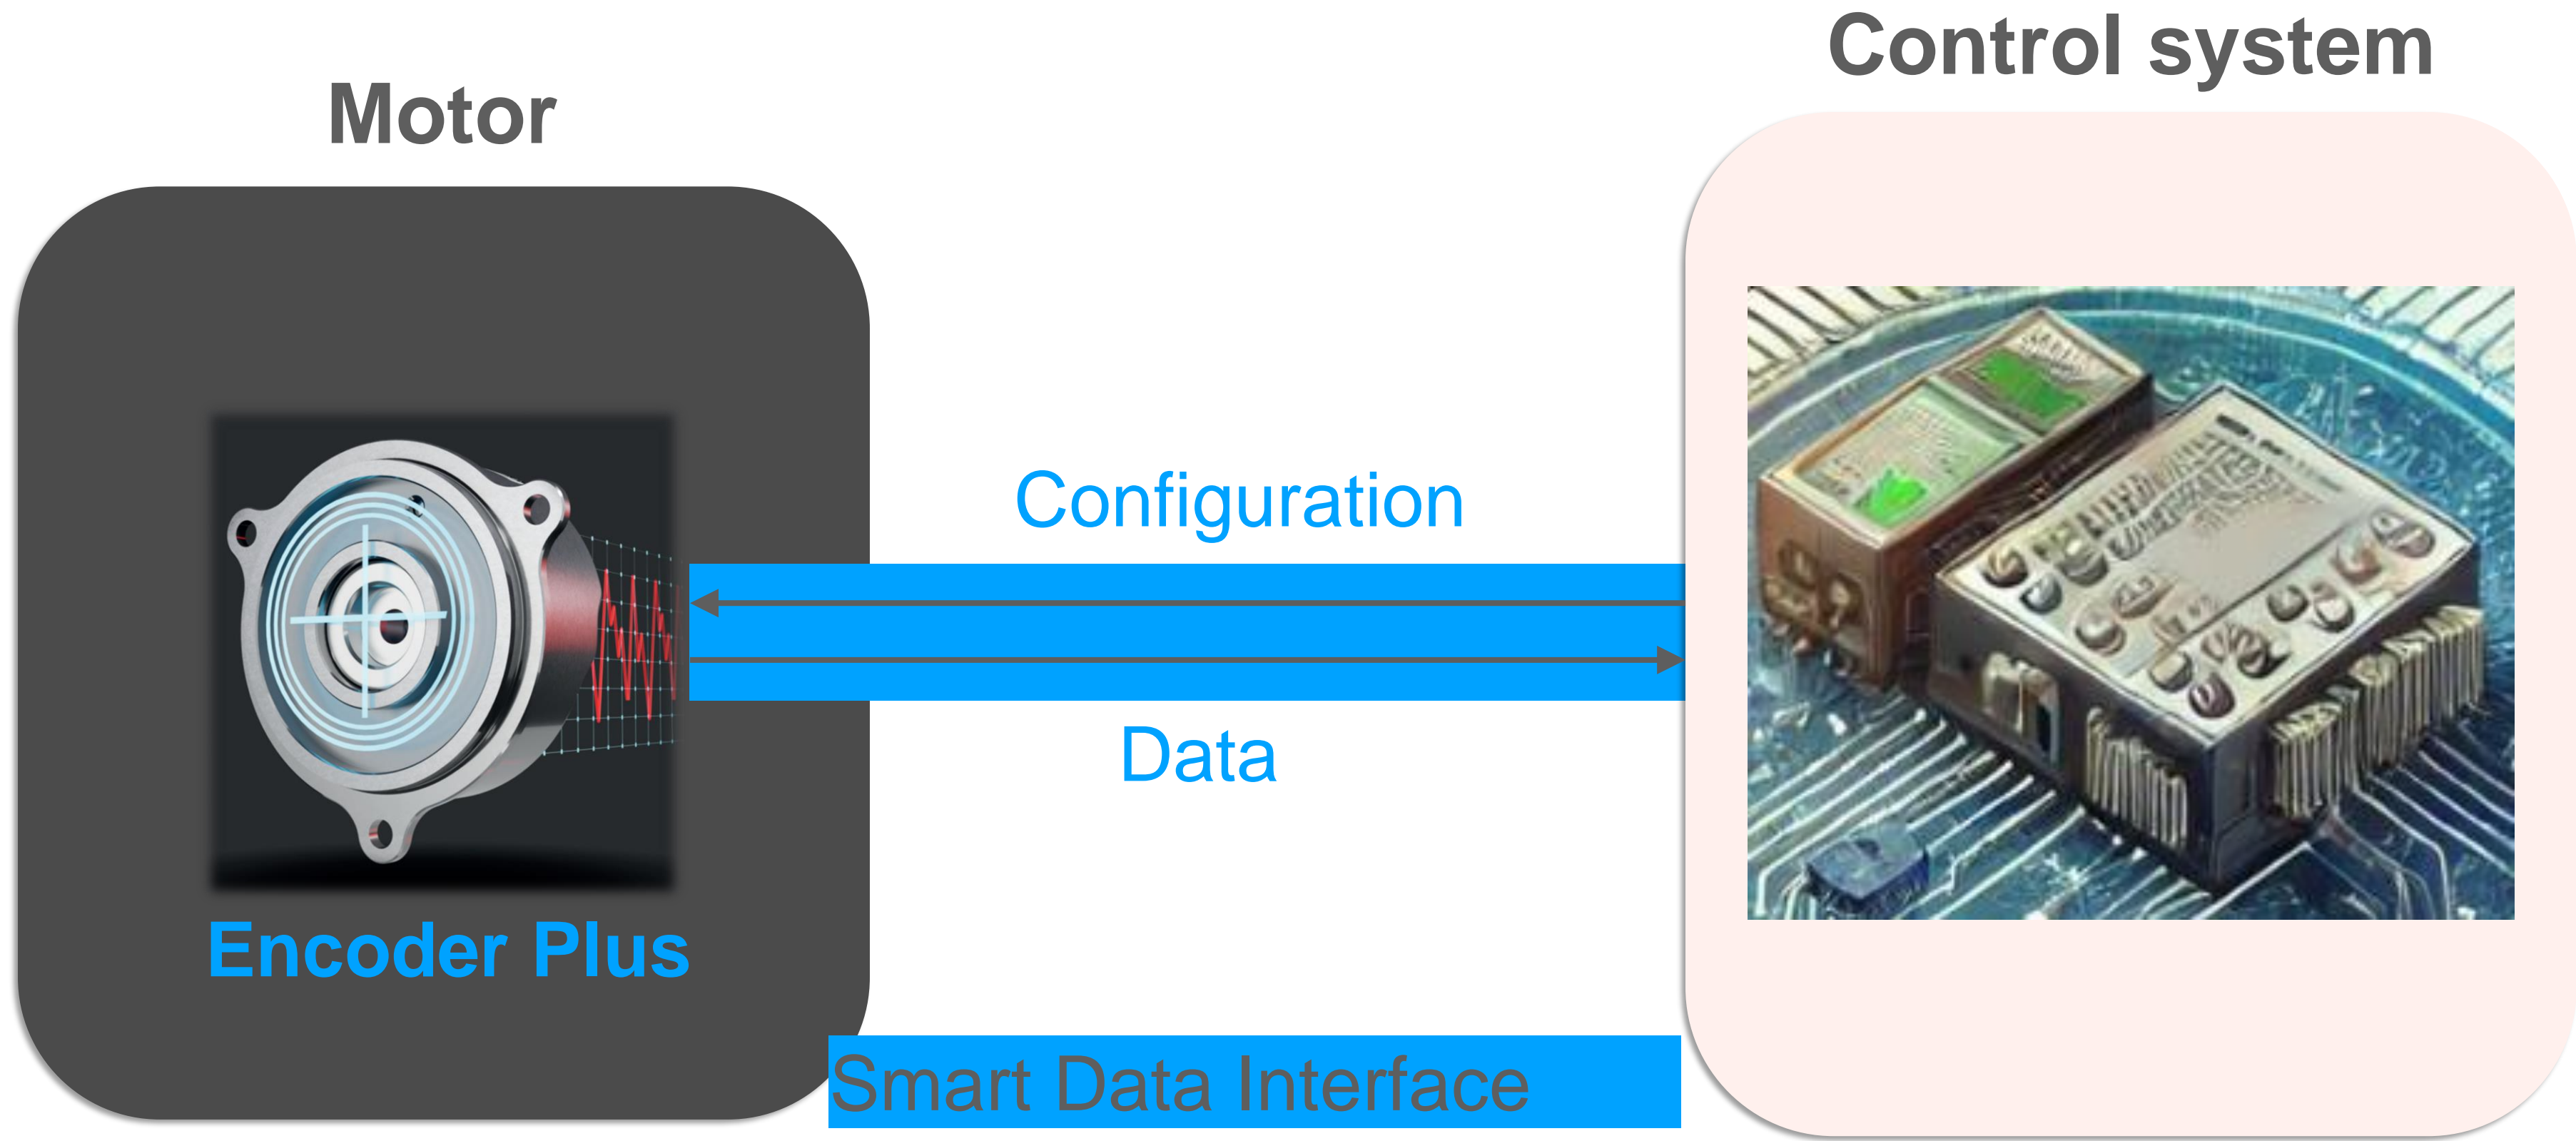 Control system
Motor
Configuration
Data
Encoder Plus
Smart Data Interface